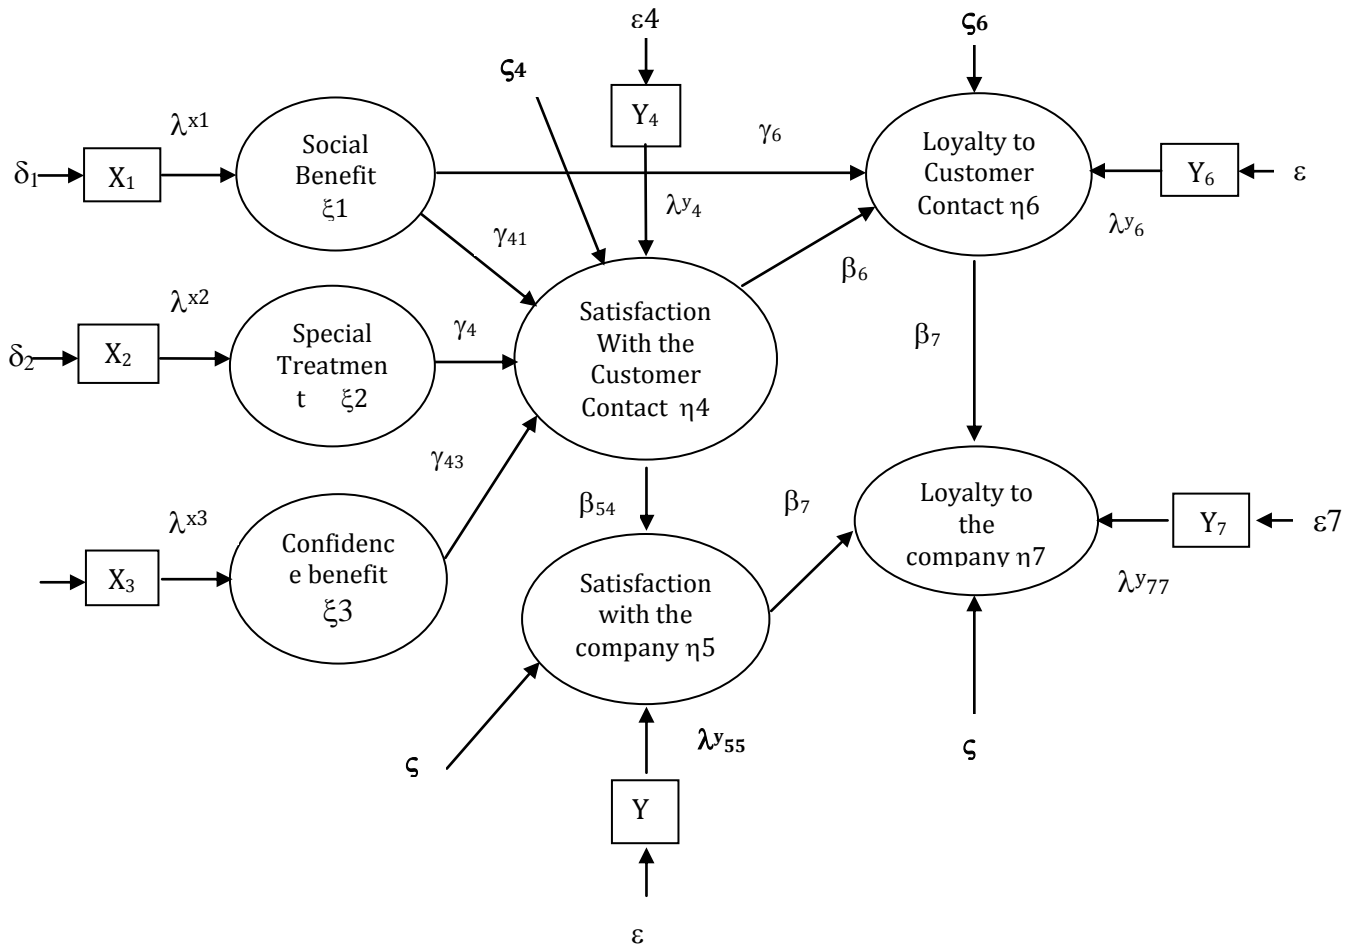 ε4
ς6
ς4
Y4
λx1
γ6
Social
Benefit
ξ1
Loyalty to
Customer
Contact η6
δ1
X1
Y6
ε
λy4
λy6
γ41
β6
λx2
Satisfaction
With the
Customer
Contact η4
γ4
Special
Treatmen
t ξ2
β7
δ2
X2
γ43
λx3
β54
β7
Loyalty to
the
company η7
Y7
ε7
Confidenc
e benefit
ξ3
X3
Satisfaction
with the
company η5
λy77
λy55
ς
ς
Y
ε